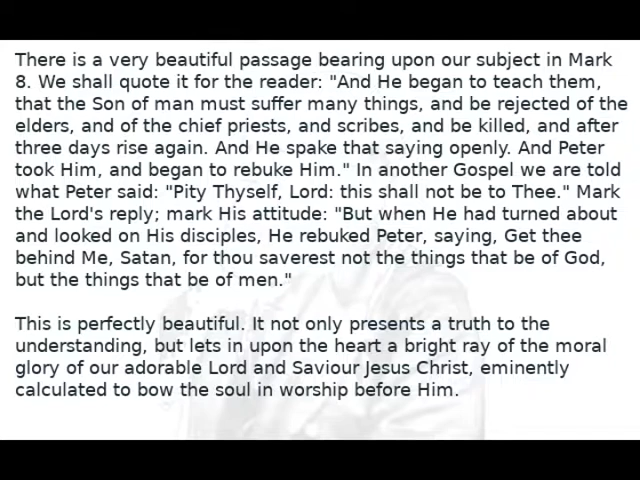 There is a very beautiful passage bearing upon our subject in Mark
8. We shall quote it for the reader: "And He began to teach them,
that the Son of man must suffer many things, and be rejected of the
elders, and of the chief priests, and scribes, and be killed, and after
three days rise again. And He spake that saying openly. And Peter
took Him, and began to rebuke Him." In another Gospel we are told
what Peter said: "Pity Thyself, Lord: this shall not be to Thee." Mark
the Lord's reply; mark His attitude: "But when He had turned about
and looked on His disciples, He rebuked Peter, saying, Get thee
behind Me, Satan, for thou saverest not the things that be of God,
but the things that be of men."
This is perfectly beautiful. It not only presents a truth to the
understanding, but lets in upon the heart a bright ray of the moral
glory of our adorable Lord and Saviour Jesus Christ, eminently
calculated to bow the soul in worship before Him.